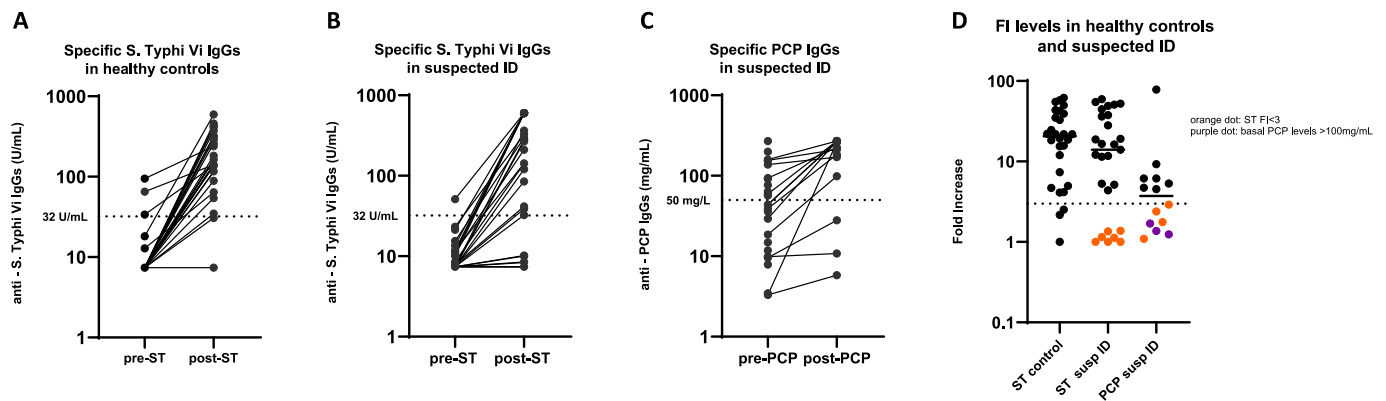 A
Specific S. Typhi Vi IgGs
in healthy controls
anti - S. Typhi Vi IgGs (U/mL)
1000
100
32 U/mL
10
1
pre-ST
post-ST
B
Specific S. Typhi Vi IgGs
in suspected ID
anti - S. Typhi Vi IgGs (U/mL)
1000
100
32 U/mL
10
1
pre-ST
post-ST
C
Specific PCP IgGs
in suspected ID
anti - PCP IgGs (mg/mL)
1000
100
50 mg/L
10
1
pre-PCP
post-PCP
D
FI levels in healthy controls
and suspected ID
Fold Increase
100
10
1
0.1
ST control
ST susp ID
PCP susp ID
orange dot: ST FI<3
purple dot: basal PCP levels >100mg/mL